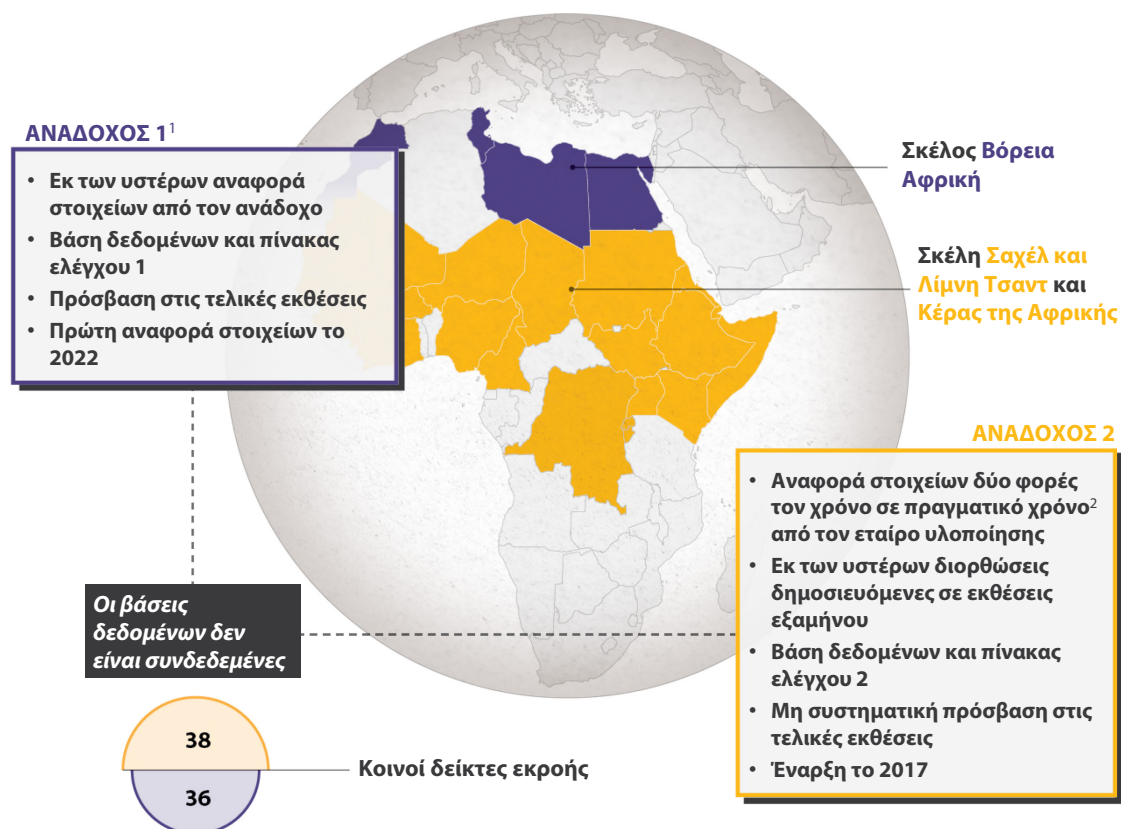 ΑΝΑΔΟΧΟΣ 1¹
• Εκ των υστέρων αναφορά
στοιχείων από τον ανάδοχο
• Βάση δεδομένων και πίνακας
ελέγχου 1
• Πρόσβαση στις τελικές εκθέσεις
• Πρώτη αναφορά στοιχείων το
2022
Σκέλος Βόρεια
Αφρική
Σκέλη Σαχέλ και
Λίμνη Τσαντ και
Κέρας της Αφρικής
ΑΝΑΔΟΧΟΣ 2
• Αναφορά στοιχείων δύο φορές
τον χρόνο σε πραγματικό χρόνο²
από τον εταίρο υλοποίησης
• Εκ των υστέρων διορθώσεις
δημοσιευόμενες σε εκθέσεις
εξαμήνου
• Βάση δεδομένων και πίνακας
ελέγχου 2
• Μη συστηματική πρόσβαση στις
τελικές εκθέσεις
• Έναρξη το 2017
Οι βάσεις
δεδομένων δεν
είναι συνδεδεμένες
38
36
Κοινοί δείκτες εκροής